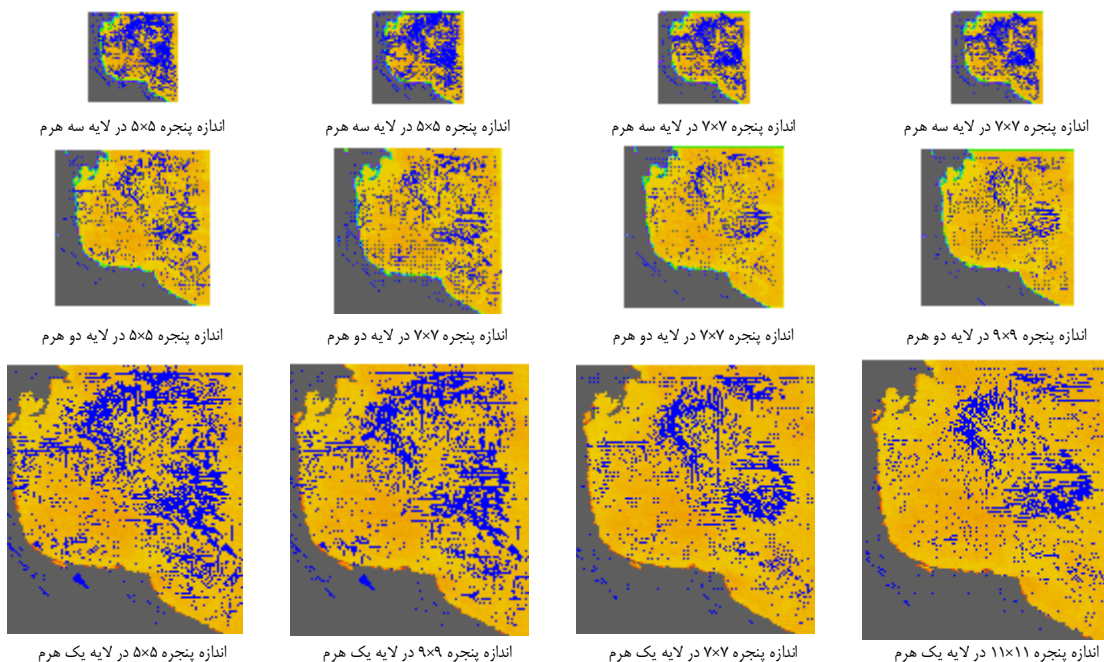 اندازه پنجره ۷×۷ در لایه سه هرم
اندازه پنجره ۷×۷ در لایه سه هرم
اندازه پنجره ۵×۵ در لایه سه هرم
اندازه پنجره ۵×۵ در لایه سه هرم
اندازه پنجره ۹×۹ در لایه دو هرم
اندازه پنجره ۷×۷ در لایه دو هرم
اندازه پنجره ۷×۷ در لایه دو هرم
اندازه پنجره ۵×۵ در لایه دو هرم
اندازه پنجره ۱۱×۱۱ در لایه یک هرم
اندازه پنجره ۷×۷ در لایه یک هرم
اندازه پنجره ۹×۹ در لایه یک هرم
اندازه پنجره ۵×۵ در لایه یک هرم